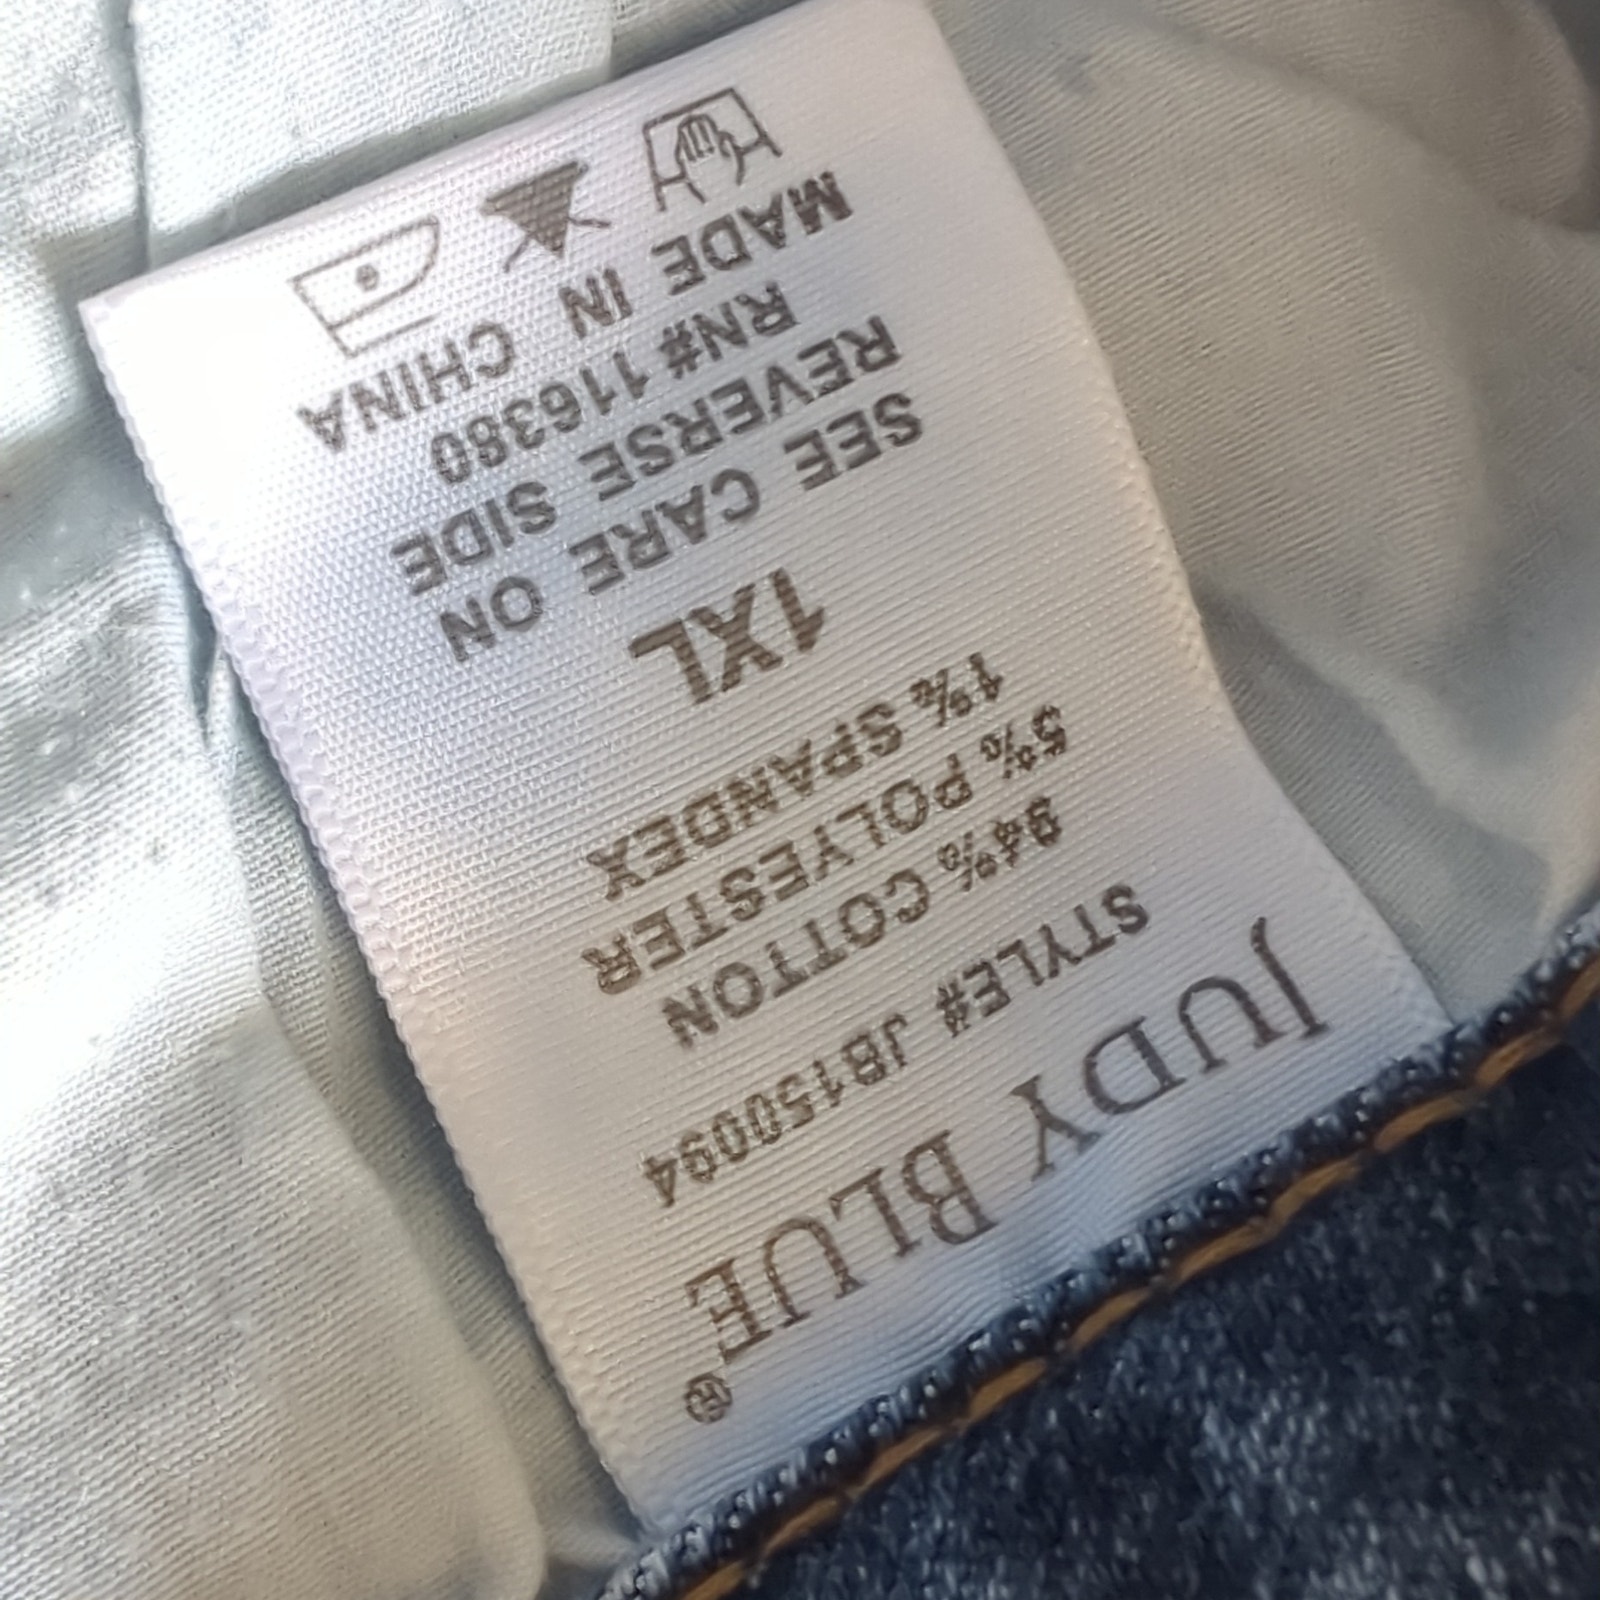 JUDY BLUE®
STYLE# JB150094
94% COTTON
5% POLYESTER
1% SPANDEX
1XL
SEE CARE ON
REVERSE SIDE
RN# 116380
MADE IN CHINA